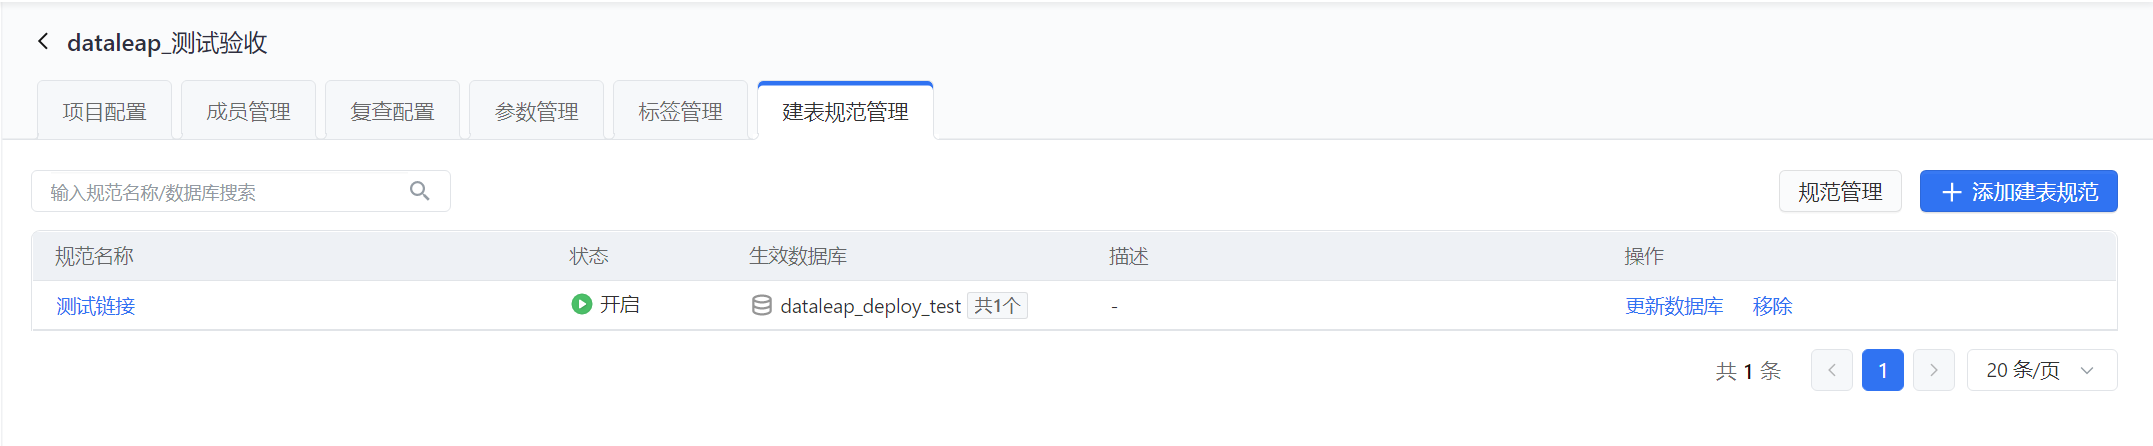 dataleap_测试验收
项目配置 成员管理 复查配置 参数管理 标签管理 建表规范管理
输入规范名称/数据库搜索 规范管理 添加建表规范
规范名称 状态 生效数据库 描述 操作
测试链接 开启 dataleap_deploy_test 共1个 - 更新数据库 移除
共 1 条 1 20 条/页